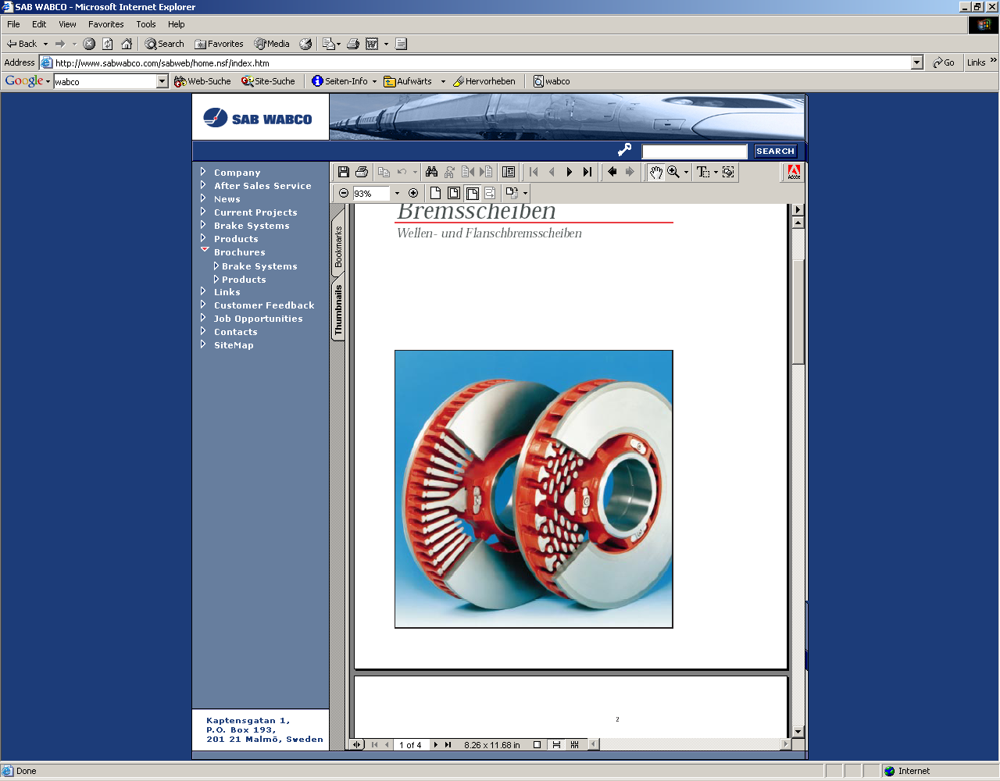 SAB WABCO - Microsoft Internet Explorer
File Edit View Favorites Tools Help
Back Search Favorites Media
Address http://www.sabwabco.com/sabweb/home.nsf/index.htm Go Links
Google wabco Web-Suche Site-Suche Seiten-Info Aufwärts Hervorheben wabco
SAB WABCO
SEARCH
Company
After Sales Service
News
Current Projects
Brake Systems
Products
Brochures
Brake Systems
Products
Links
Customer Feedback
Job Opportunities
Contacts
SiteMap
Adobe
93%
Bookmarks
Thumbnails
Bremsscheiben
Wellen- und Flanschbremsscheiben
2
Kaptensgatan 1,
P.O. Box 193,
201 21 Malmö, Sweden
1 of 4 8.26 x 11.68 in
Done Internet